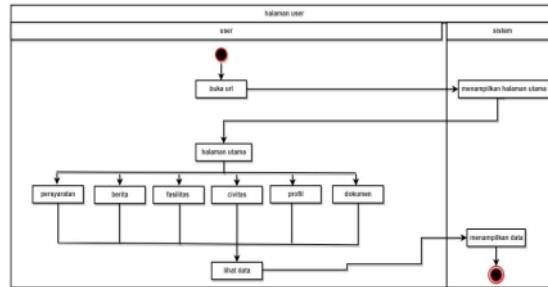 halaman user
user
sistem
buka url
menampilkan halaman utama
halaman utama
persyaratan
berita
fasilitas
civitas
profil
dokumen
menampilkan data
lihat data